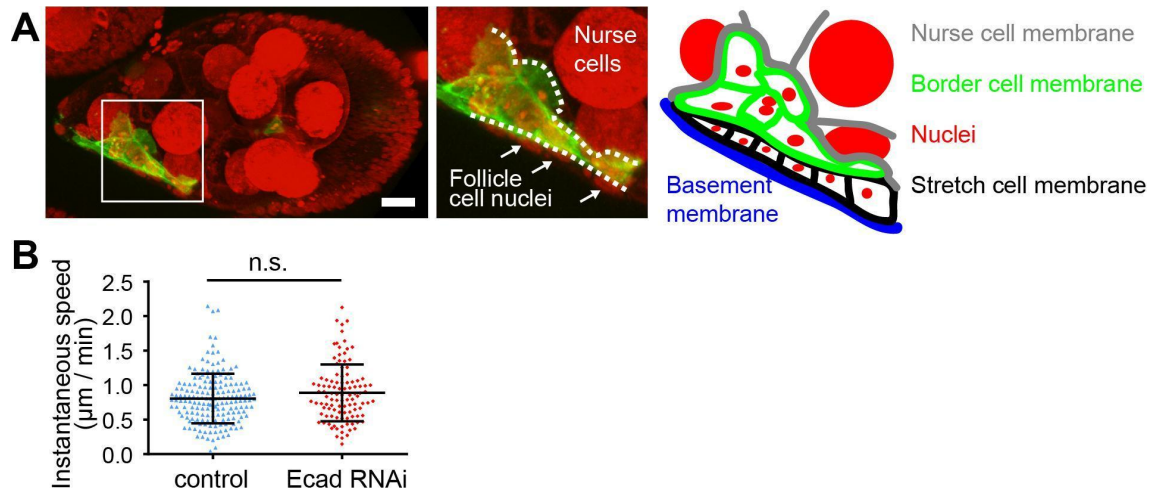 A
Nurse
cells
Follicle
cell nuclei
Basement
membrane
Nurse cell membrane
Border cell membrane
Nuclei
Stretch cell membrane
B
n.s.
Instantaneous speed
(µm / min)
2.5
2.0
1.5
1.0
0.5
0.0
control
Ecad RNAi